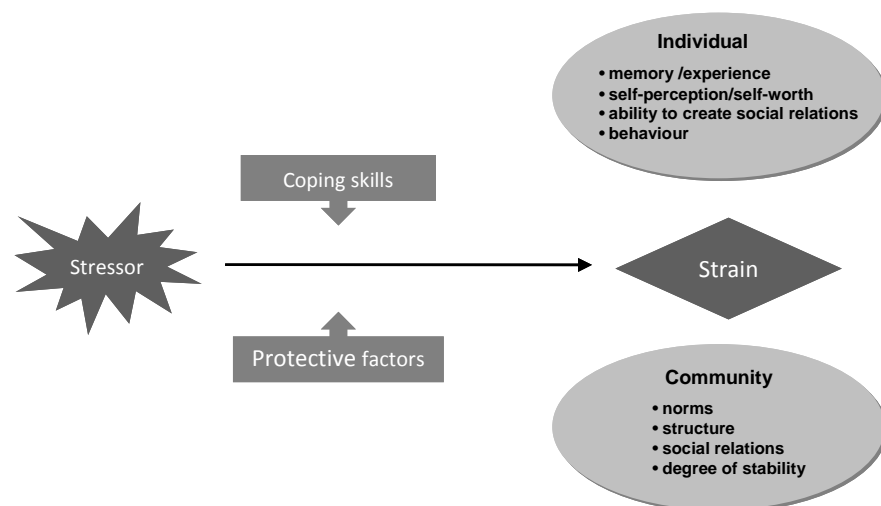 Individual
• memory /experience
• self-perception/self-worth
• ability to create social relations
• behaviour
Coping skills
Stressor
Strain
Protective factors
Community
• norms
• structure
• social relations
• degree of stability